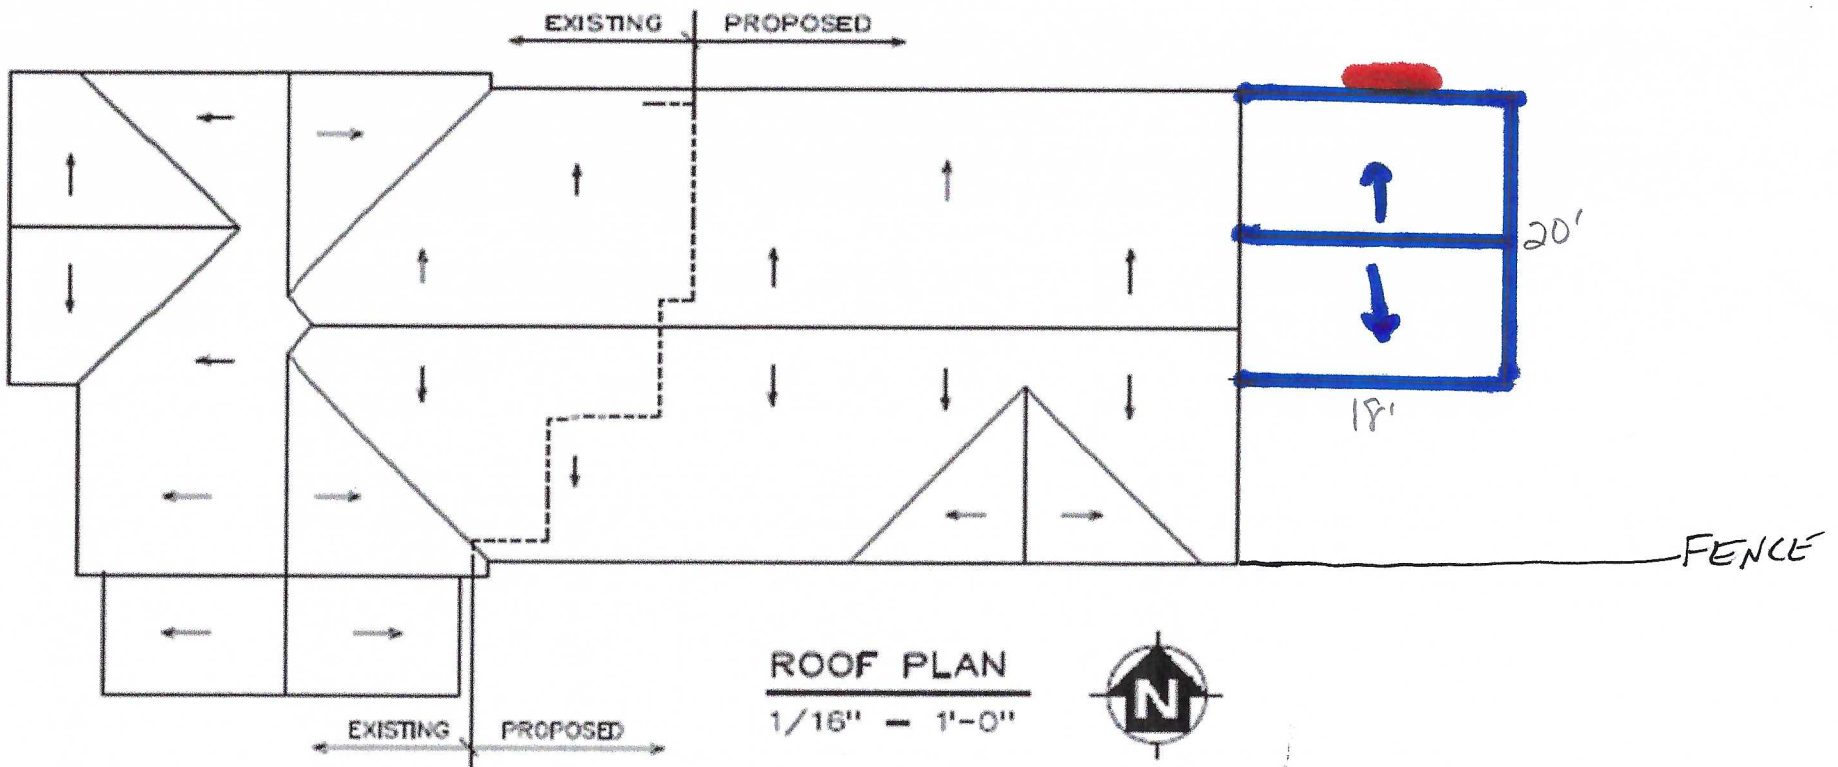 EXISTING PROPOSED
20'
18'
FENCE
ROOF PLAN
1/16" - 1'-0"
N
EXISTING PROPOSED